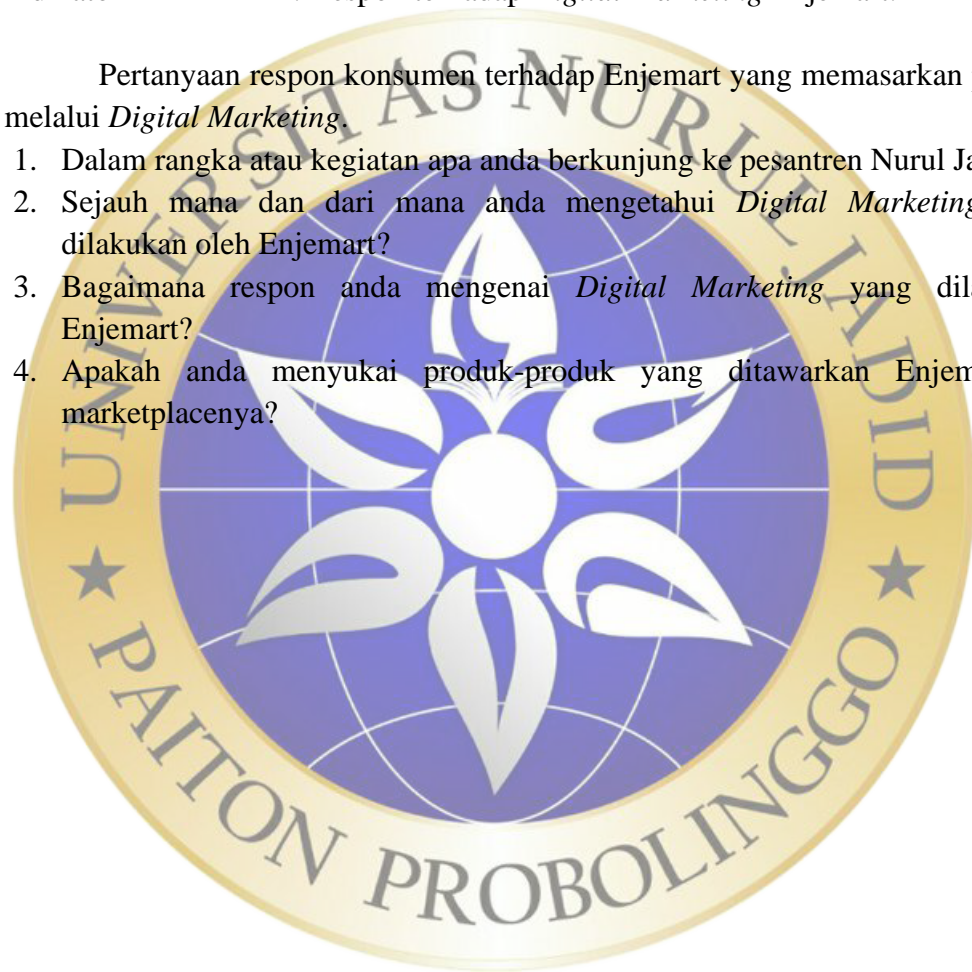 Pertanyaan respon konsumen terhadap Enjemart yang memasarkan
melalui Digital Marketing.
1. Dalam rangka atau kegiatan apa anda berkunjung ke pesantren Nurul Ja
2. Sejauh mana dan dari mana anda mengetahui Digital Marketing
dilakukan oleh Enjemart?
3. Bagaimana respon anda mengenai Digital Marketing yang dila
Enjemart?
4. Apakah anda menyukai produk-produk yang ditawarkan Enjem
marketplacenya?
UNIVERSITAS NURUL JADID
★ PAITON PROBOLINGGO ★